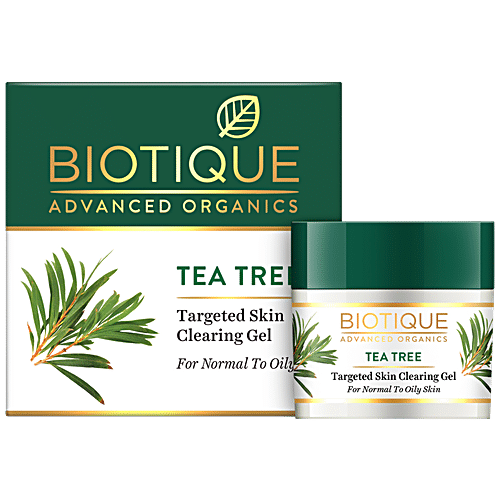 BIOTIQUE
ADVANCED ORGANICS
TEA TREE
Targeted Skin
Clearing Gel
For Normal To Oily
BIOTIQUE
ADVANCED ORGANICS
TEA TREE
Targeted Skin Clearing Gel
For Normal To Oily Skin